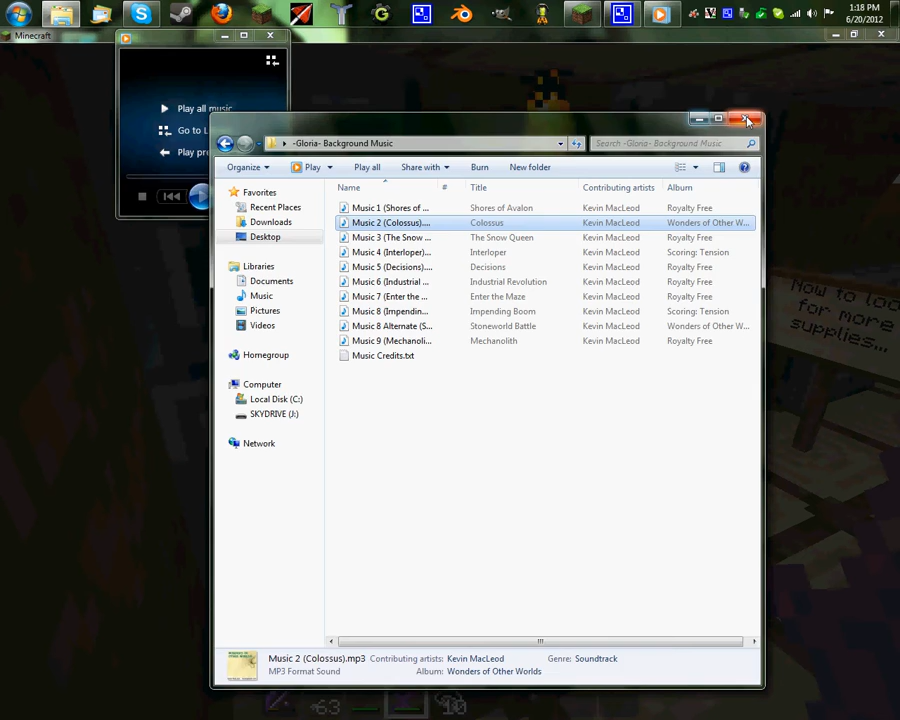 1:18 PM
6/20/2012
Minecraft
Play all music
Go to L
Play pr
-Gloria- Background Music
Search -Gloria- Background Music
Organize
Play
Play all
Share with
Burn
New folder
Name # Title Contributing artists Album
Favorites
Recent Places
Downloads
Desktop
Libraries
Documents
Music
Pictures
Videos
Homegroup
Computer
Local Disk (C:)
SKYDRIVE (J:)
Network
Music 1 (Shores of ... Shores of Avalon Kevin MacLeod Royalty Free
Music 2 (Colossus).... Colossus Kevin MacLeod Wonders of Other W...
Music 3 (The Snow ... The Snow Queen Kevin MacLeod Royalty Free
Music 4 (Interloper)... Interloper Kevin MacLeod Scoring: Tension
Music 5 (Decisions).... Decisions Kevin MacLeod Royalty Free
Music 6 (Industrial ... Industrial Revolution Kevin MacLeod Royalty Free
Music 7 (Enter the ... Enter the Maze Kevin MacLeod Royalty Free
Music 8 (Impendin... Impending Boom Kevin MacLeod Scoring: Tension
Music 8 Alternate (S... Stoneworld Battle Kevin MacLeod Wonders of Other W...
Music 9 (Mechanoli... Mechanolith Kevin MacLeod Royalty Free
Music Credits.txt
Now to loo
for more
supplies...
Music 2 (Colossus).mp3 Contributing artists: Kevin MacLeod Genre: Soundtrack
MP3 Format Sound Album: Wonders of Other Worlds
63
10